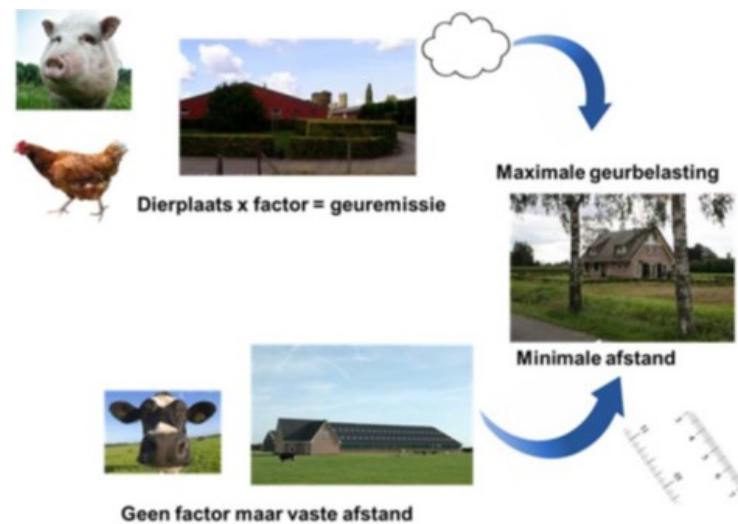 Maximale geurbelasting
Dierplaats x factor = geuremissie
Minimale afstand
Geen factor maar vaste afstand